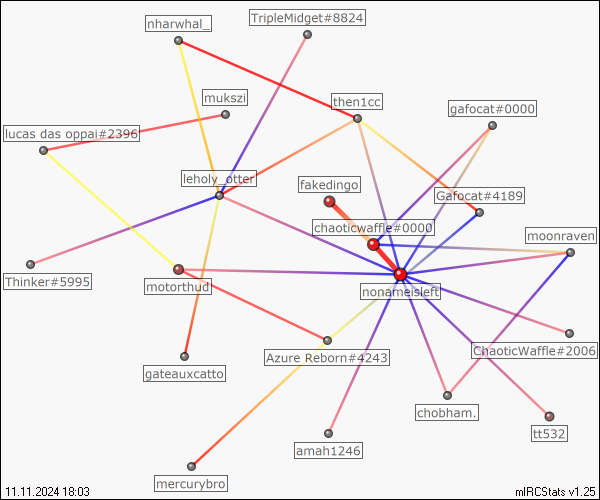 TripleMidget#8824
nharwhal_
mukszi
then1cc
gafocat#0000
lucas das oppai#2396
leholy_otter
fakedingo
Gafocat#4189
chaoticwaffle#0000
moonraven
Thinker#5995
motorthud
nonameisleft
Azure_Reborn#4243
ChaoticWaffle#2006
gateauxcatto
chobham.
tt532
amah1246
mercurybro
11.11.2024 18:03
mIRCStats v1.25